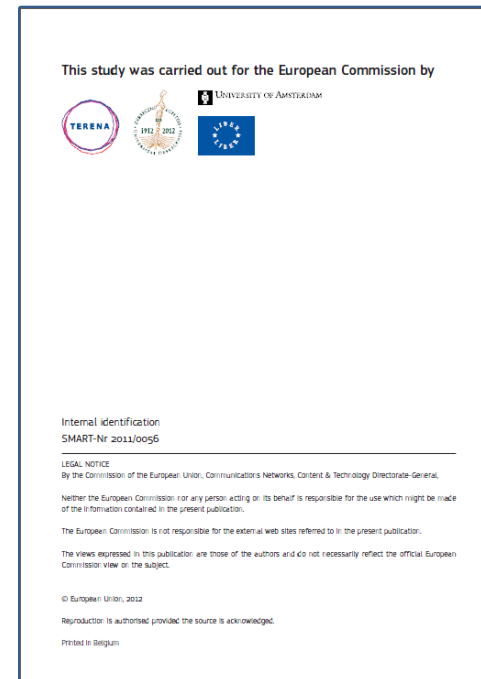 This study was carried out for the European Commission by
UNIVERSITY OF AMSTERDAM
TERENA
1912 2012
LIBER
LIBER
Internal identification
SMART-Nr 2011/0056
LEGAL NOTICE
By the Commission of the European Union, Communications Networks, Content & Technology Directorate-General,
Neither the European Commission nor any person acting on its behalf is responsible for the use which might be made
of the information contained in the present publication.
The European Commission is not responsible for the external web sites referred to in the present publication.
The views expressed in this publication are those of the authors and do not necessarily reflect the official European
Commission view on the subject.
© European Union, 2012
Reproduction is authorised provided the source is acknowledged.
Printed in Belgium